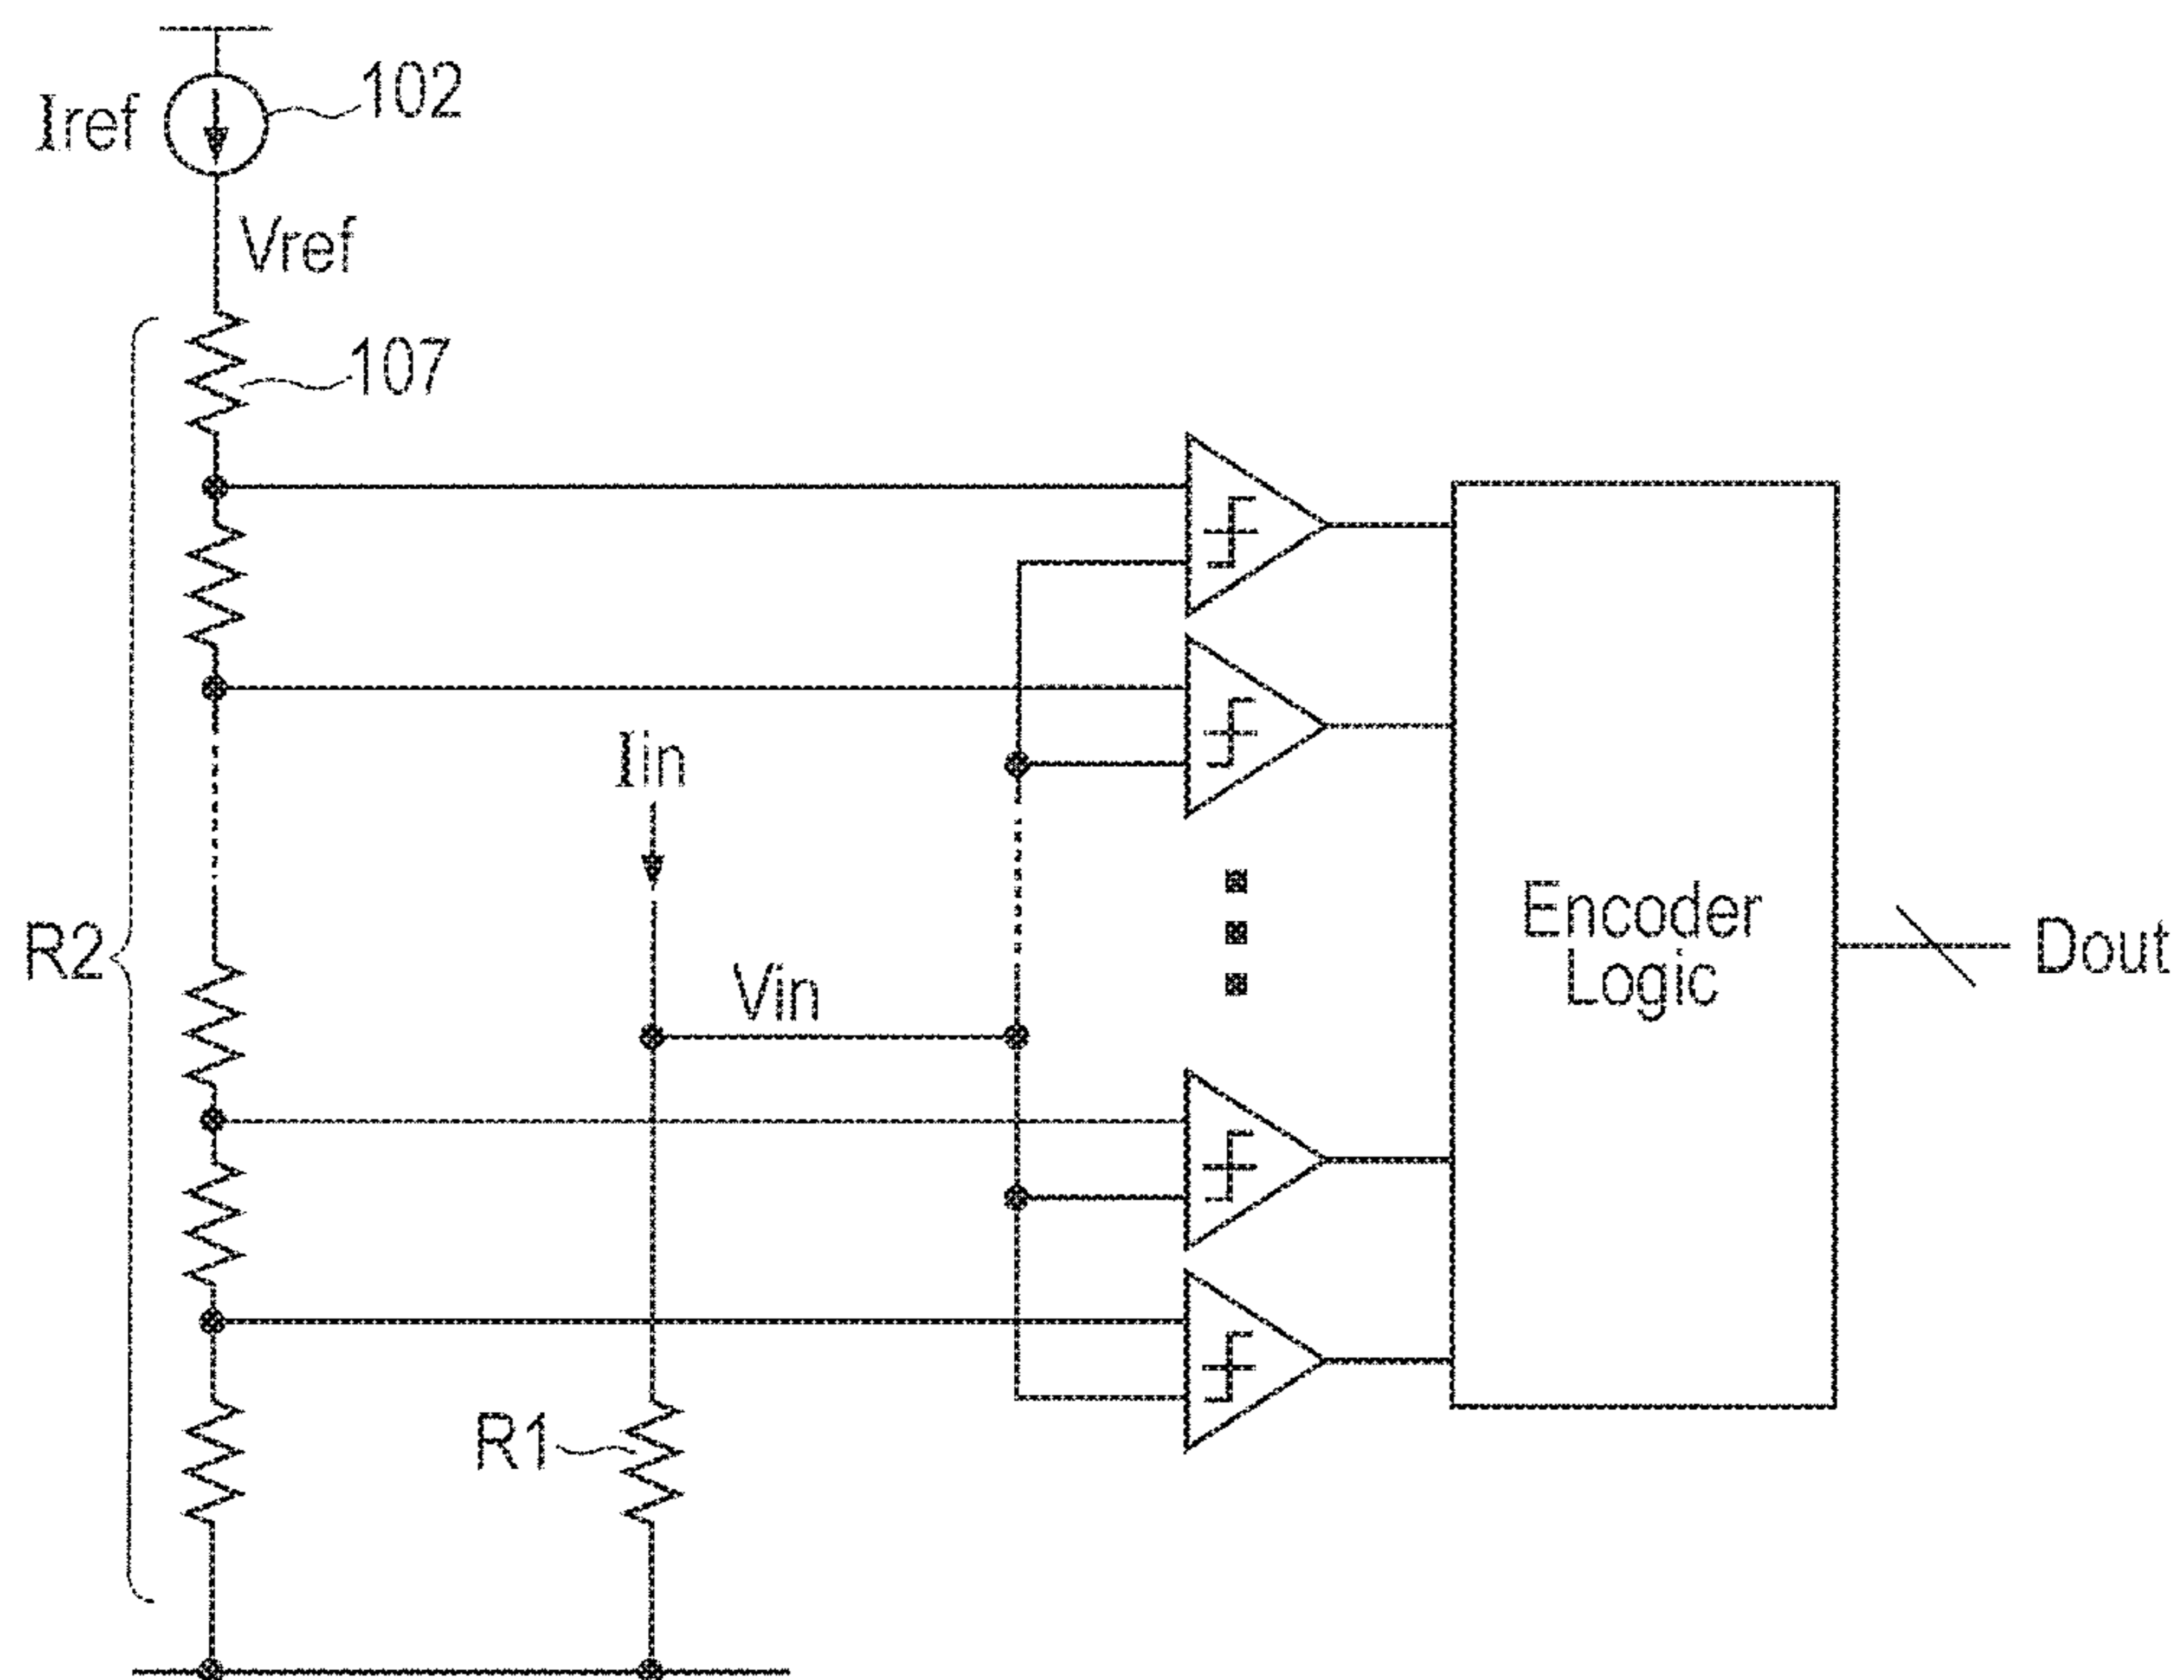 Iref
102
Vref
107
Iin
R2
Vin
Encoder
Logic
Dout
R1